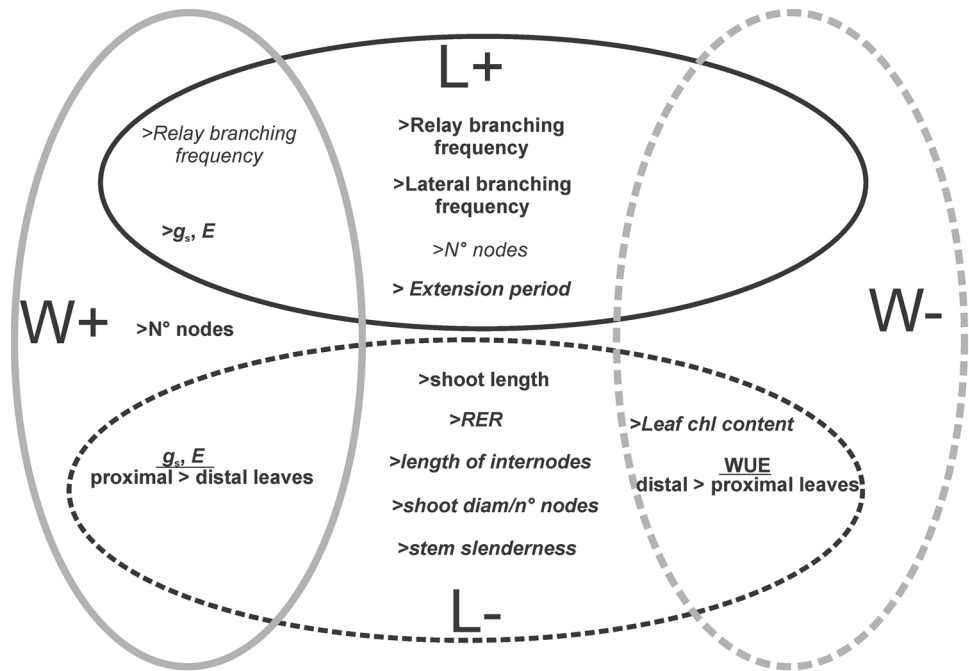 L+
>Relay branching
frequency
>gs, E
>Relay branching
frequency
>Lateral branching
frequency
>N° nodes
> Extension period
W+
>N° nodes
W-
>shoot length
>RER
>length of internodes
>shoot diam/n° nodes
>stem slenderness
gs, E
proximal > distal leaves
>Leaf chl content
WUE
distal > proximal leaves
L-